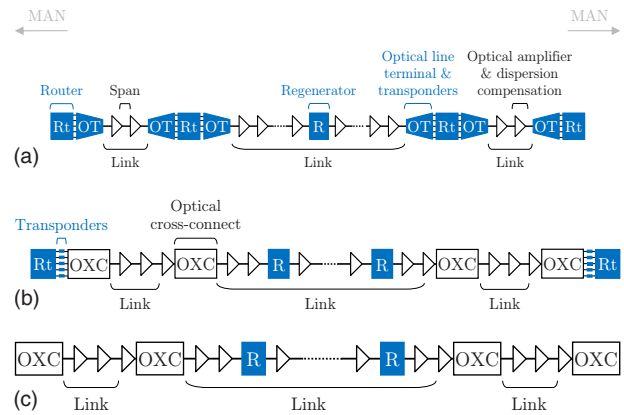 MAN
MAN
Optical line
terminal &
transponders
Optical amplifier
& dispersion
compensation
Router
Span
Regenerator
Rt
OT
OT
Rt
OT
R
OT
Rt
OT
OT
Rt
(a)
Link
Link
Link
Transponders
Optical
cross-connect
Rt
OXC
OXC
R
R
OXC
OXC
Rt
(b)
Link
Link
Link
OXC
OXC
R
R
OXC
OXC
(c)
Link
Link
Link